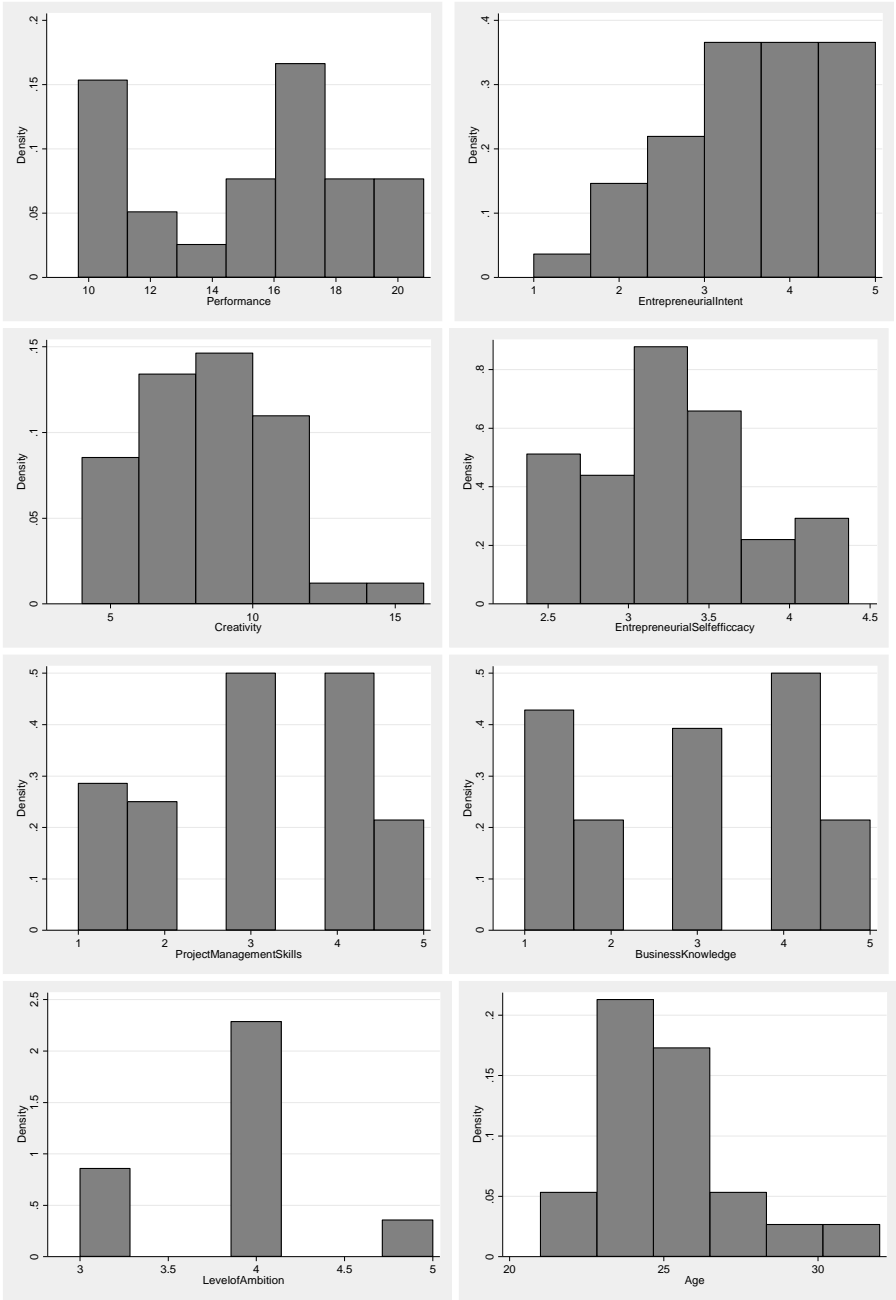 Density
0 .05 .1 .15 .2
10 12 14 16 18 20
Performance
Density
0 .1 .2 .3 .4
1 2 3 4 5
EntrepreneurialIntent
Density
0 .05 .1 .15
5 10 15
Creativity
Density
0 .2 .4 .6 .8
2.5 3 3.5 4 4.5
EntrepreneurialSelfefficcacy
Density
0 .1 .2 .3 .4 .5
1 2 3 4 5
ProjectManagementSkills
Density
0 .1 .2 .3 .4 .5
1 2 3 4 5
BusinessKnowledge
Density
0 .5 1 1.5 2 2.5
3 3.5 4 4.5 5
LevelofAmbition
Density
0 .05 .1 .15 .2
20 25 30
Age